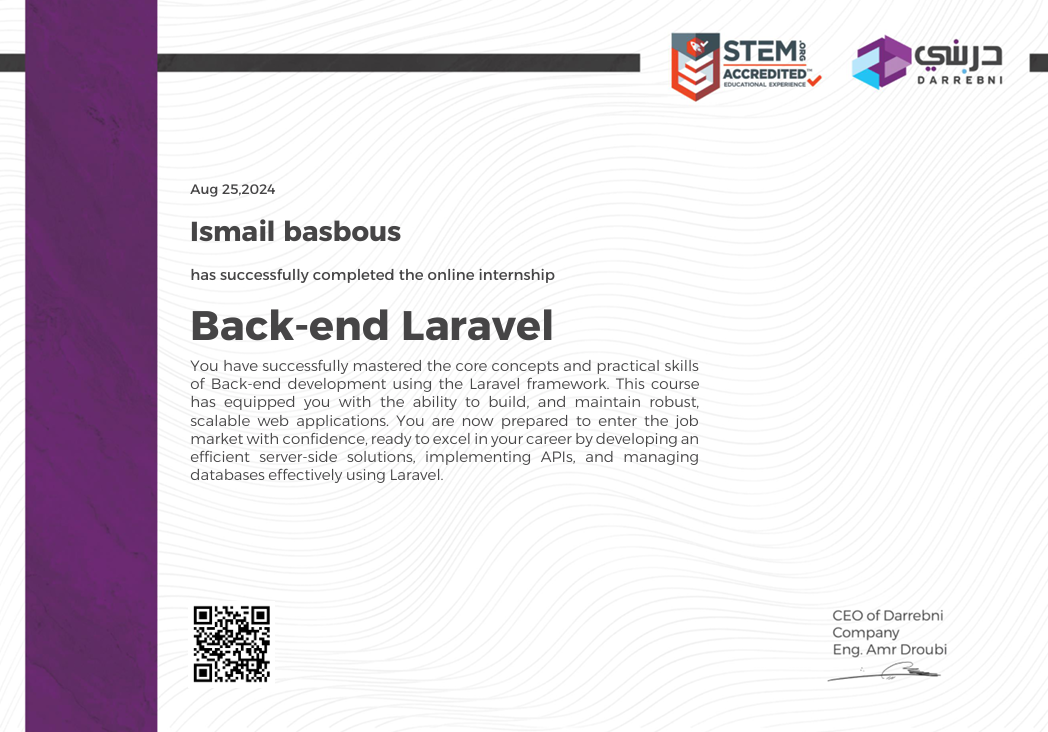 STEM.ORG
ACCREDITED™
EDUCATIONAL EXPERIENCE
دربني
DARREBNI
Aug 25,2024
Ismail basbous
has successfully completed the online internship
Back-end Laravel
You have successfully mastered the core concepts and practical skills
of Back-end development using the Laravel framework. This course
has equipped you with the ability to build, and maintain robust,
scalable web applications. You are now prepared to enter the job
market with confidence, ready to excel in your career by developing an
efficient server-side solutions, implementing APIs, and managing
databases effectively using Laravel.
CEO of Darrebni
Company
Eng. Amr Droubi